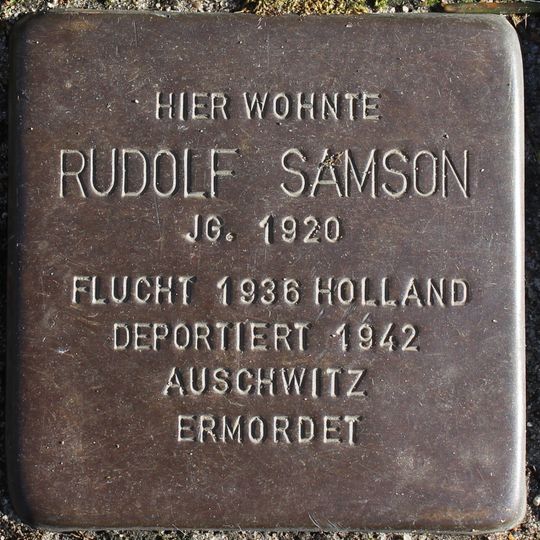 HIER WOHNTE
RUDOLF SAMSON
JG. 1920
FLUCHT 1936 HOLLAND
DEPORTIERT 1942
AUSCHWITZ
ERMORDET